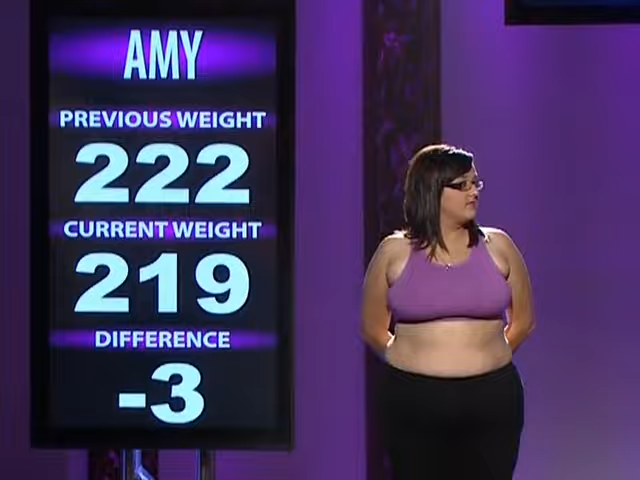 AMY
PREVIOUS WEIGHT
222
CURRENT WEIGHT
219
DIFFERENCE
-3